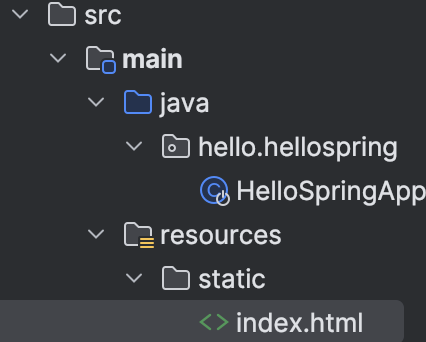 src
main
java
hello.hellospring
HelloSpringApp
resources
static
index.html